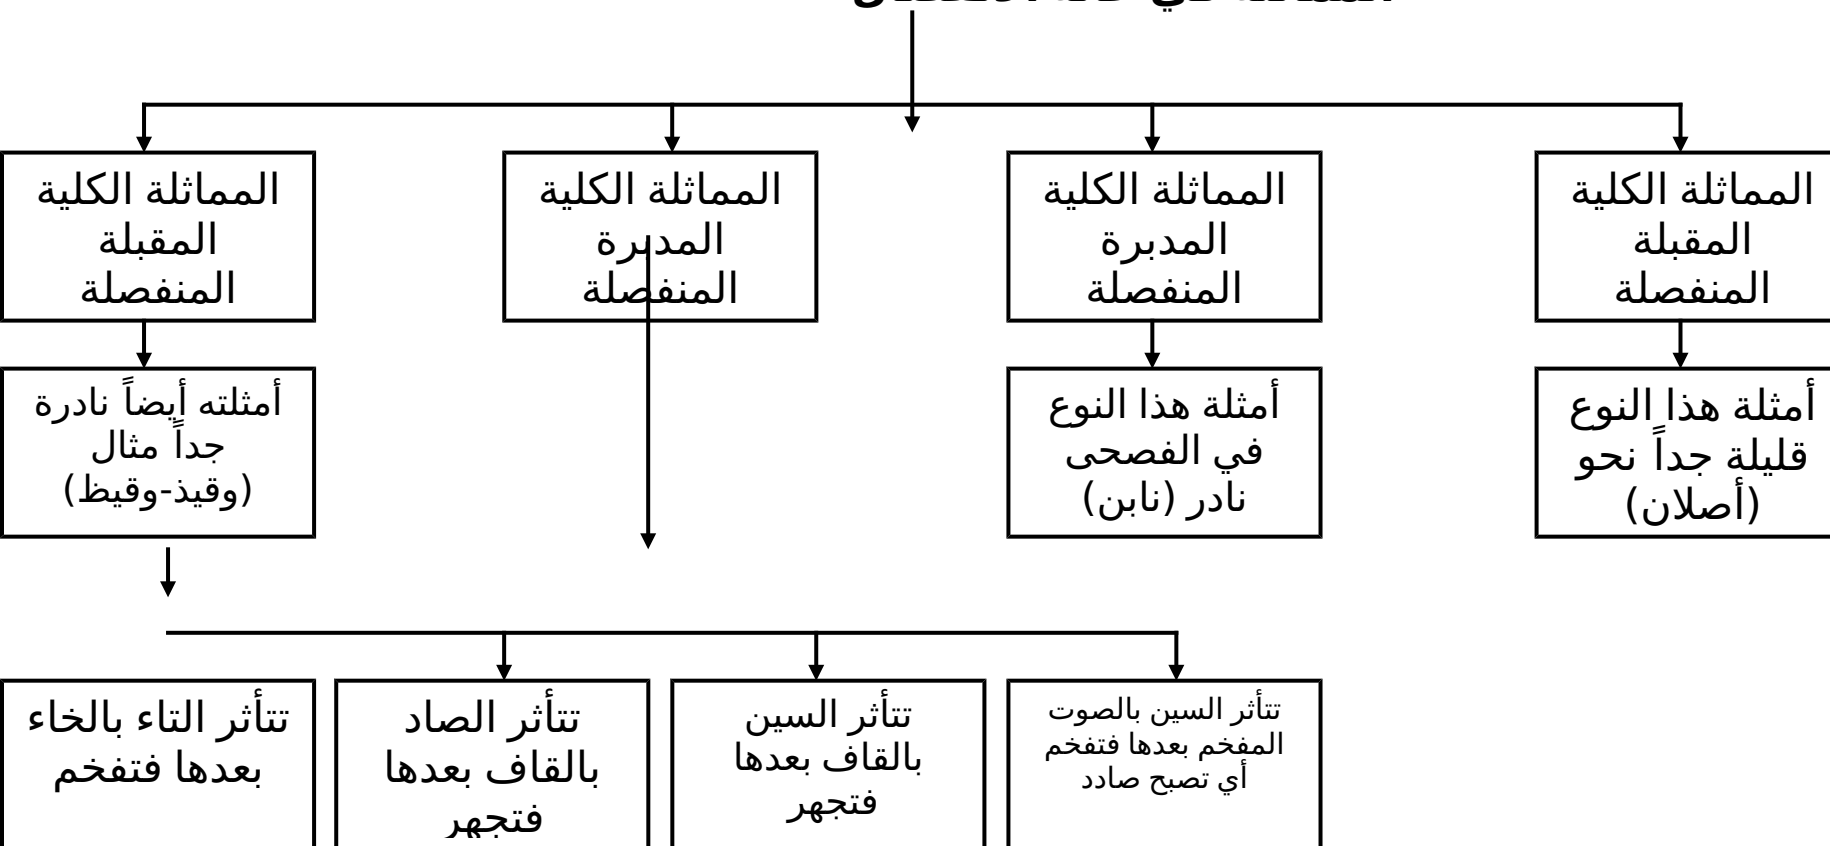 المماثلة الكلية
المقبلة
المنفصلة
المماثلة الكلية
المدبرة
المنفصلة
المماثلة الكلية
المدبرة
المنفصلة
المماثلة الكلية
المقبلة
المنفصلة
أمثلة هذا النوع
قليلة جداً نحو
(أصلان)
أمثلة هذا النوع
في الفصحى
نادر (نابن)
أمثلته أيضاً نادرة
جداً مثال
(وقيذ-وقيظ)
تتأثر السين بالصوت
المفخم بعدها فتفخم
أي تصبح صادد
تتأثر السين
بالقاف بعدها
فتجهر
تتأثر الصاد
بالقاف بعدها
فتجهر
تتأثر التاء بالخاء
بعدها فتفخم